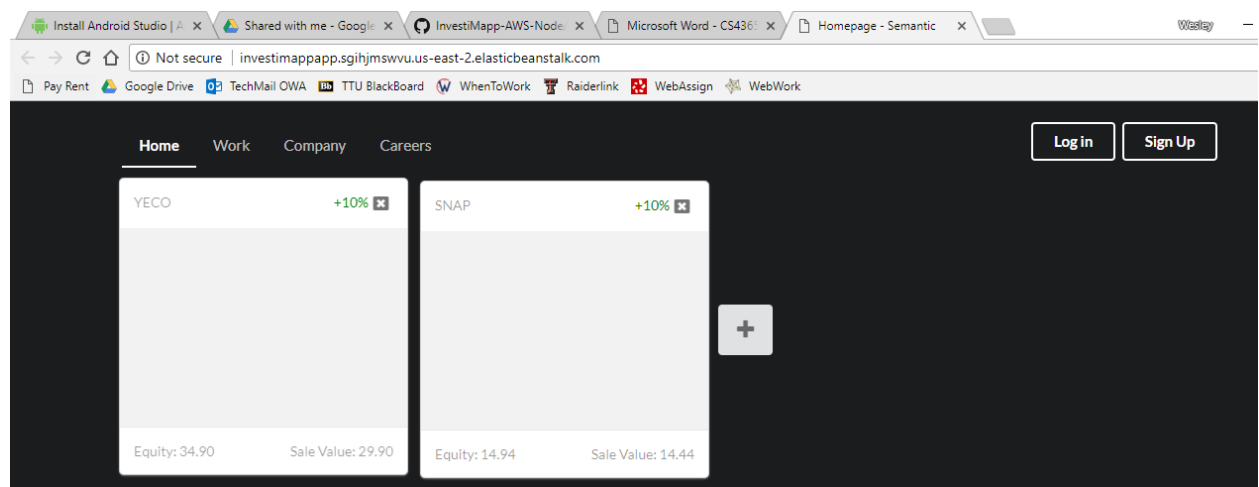 Install Android Studio | A
Shared with me - Google
InvestiMapp-AWS-Node/
Microsoft Word - CS436
Homepage - Semantic
Wesley
Not secure | investimappapp.sgihjmswvu.us-east-2.elasticbeanstalk.com
Pay Rent Google Drive TechMail OWA Bb TTU BlackBoard WhenToWork Raiderlink WebAssign WebWork
Home Work Company Careers Log in Sign Up
YECO +10%
SNAP +10%
Equity: 34.90 Sale Value: 29.90
Equity: 14.94 Sale Value: 14.44